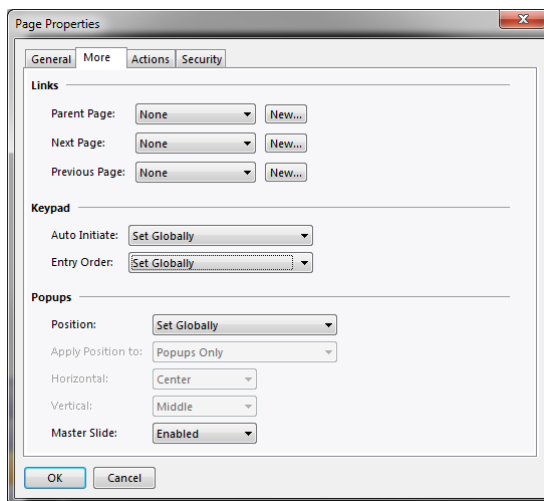 Page Properties
General More Actions Security
Links
Parent Page: None New...
Next Page: None New...
Previous Page: None New...
Keypad
Auto Initiate: Set Globally
Entry Order: Set Globally
Popups
Position: Set Globally
Apply Position to: Popups Only
Horizontal: Center
Vertical: Middle
Master Slide: Enabled
OK Cancel